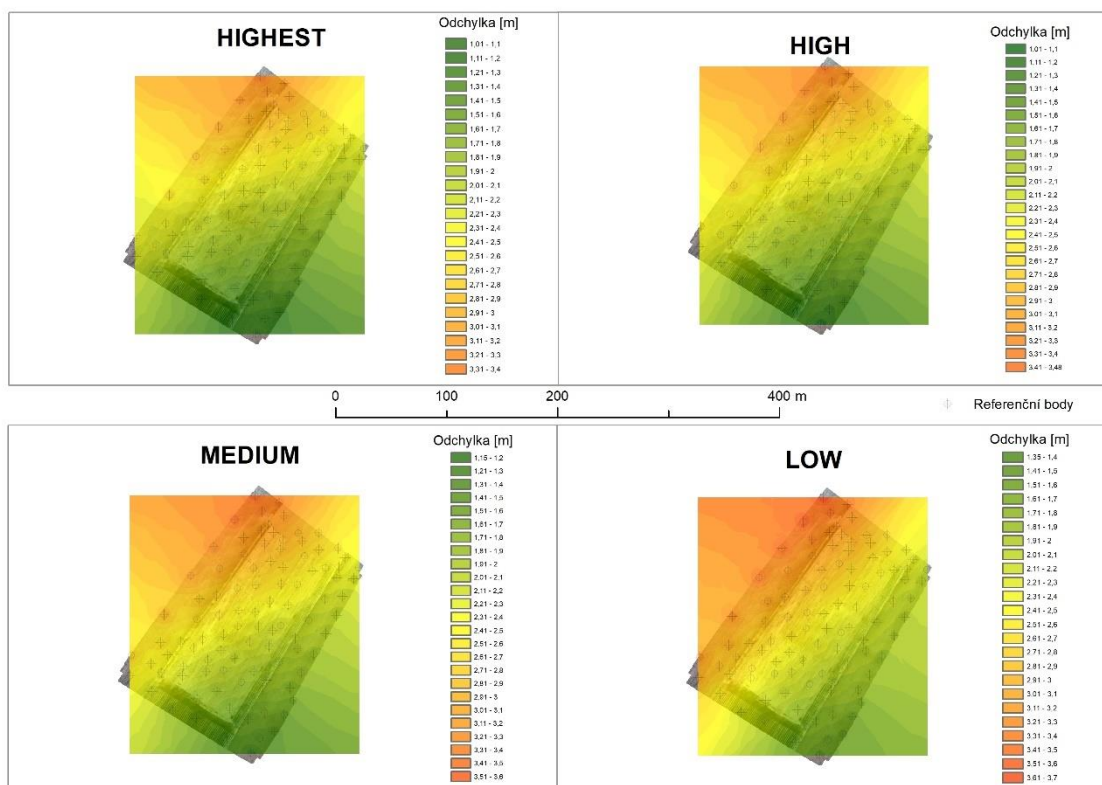 HIGHEST
Odchylka [m]
1,01 - 1,1
1,11 - 1,2
1,21 - 1,3
1,31 - 1,4
1,41 - 1,5
1,51 - 1,6
1,61 - 1,7
1,71 - 1,8
1,81 - 1,9
1,91 - 2
2,01 - 2,1
2,11 - 2,2
2,21 - 2,3
2,31 - 2,4
2,41 - 2,5
2,51 - 2,6
2,61 - 2,7
2,71 - 2,8
2,81 - 2,9
2,91 - 3
3,01 - 3,1
3,11 - 3,2
3,21 - 3,3
3,31 - 3,4
HIGH
Odchylka [m]
1,01 - 1,1
1,11 - 1,2
1,21 - 1,3
1,31 - 1,4
1,41 - 1,5
1,51 - 1,6
1,61 - 1,7
1,71 - 1,8
1,81 - 1,9
1,91 - 2
2,01 - 2,1
2,11 - 2,2
2,21 - 2,3
2,31 - 2,4
2,41 - 2,5
2,51 - 2,6
2,61 - 2,7
2,71 - 2,8
2,81 - 2,9
2,91 - 3
3,01 - 3,1
3,11 - 3,2
3,21 - 3,3
3,31 - 3,4
3,41 - 3,48
0 100 200 400 m
Referenční body
MEDIUM
Odchylka [m]
1,15 - 1,2
1,21 - 1,3
1,31 - 1,4
1,41 - 1,5
1,51 - 1,6
1,61 - 1,7
1,71 - 1,8
1,81 - 1,9
1,91 - 2
2,01 - 2,1
2,11 - 2,2
2,21 - 2,3
2,31 - 2,4
2,41 - 2,5
2,51 - 2,6
2,61 - 2,7
2,71 - 2,8
2,81 - 2,9
2,91 - 3
3,01 - 3,1
3,11 - 3,2
3,21 - 3,3
3,31 - 3,4
3,41 - 3,5
3,51 - 3,6
LOW
Odchylka [m]
1,35 - 1,4
1,41 - 1,5
1,51 - 1,6
1,61 - 1,7
1,71 - 1,8
1,81 - 1,9
1,91 - 2
2,01 - 2,1
2,11 - 2,2
2,21 - 2,3
2,31 - 2,4
2,41 - 2,5
2,51 - 2,6
2,61 - 2,7
2,71 - 2,8
2,81 - 2,9
2,91 - 3
3,01 - 3,1
3,11 - 3,2
3,21 - 3,3
3,31 - 3,4
3,41 - 3,5
3,51 - 3,6
3,61 - 3,7